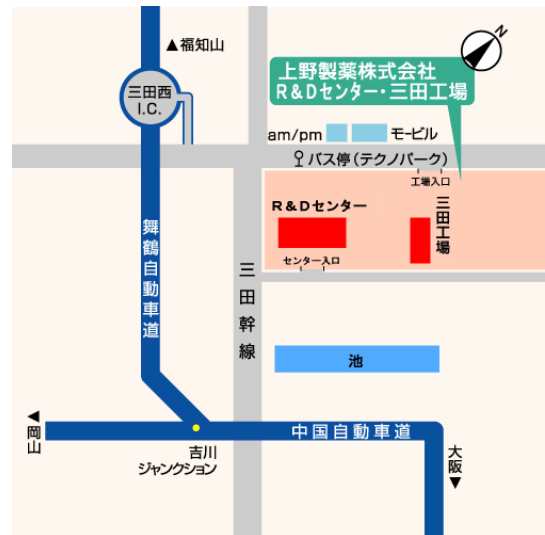 ▲福知山
N
三田西
I.C.
上野製薬株式会社
R&Dセンター・三田工場
am/pm
モービル
バス停(テクノパーク)
工場入口
R&Dセンター
三田工場
センター入口
舞鶴自動車道
三田幹線
池
▲岡山
中国自動車道
吉川
ジャンクション
大阪▼